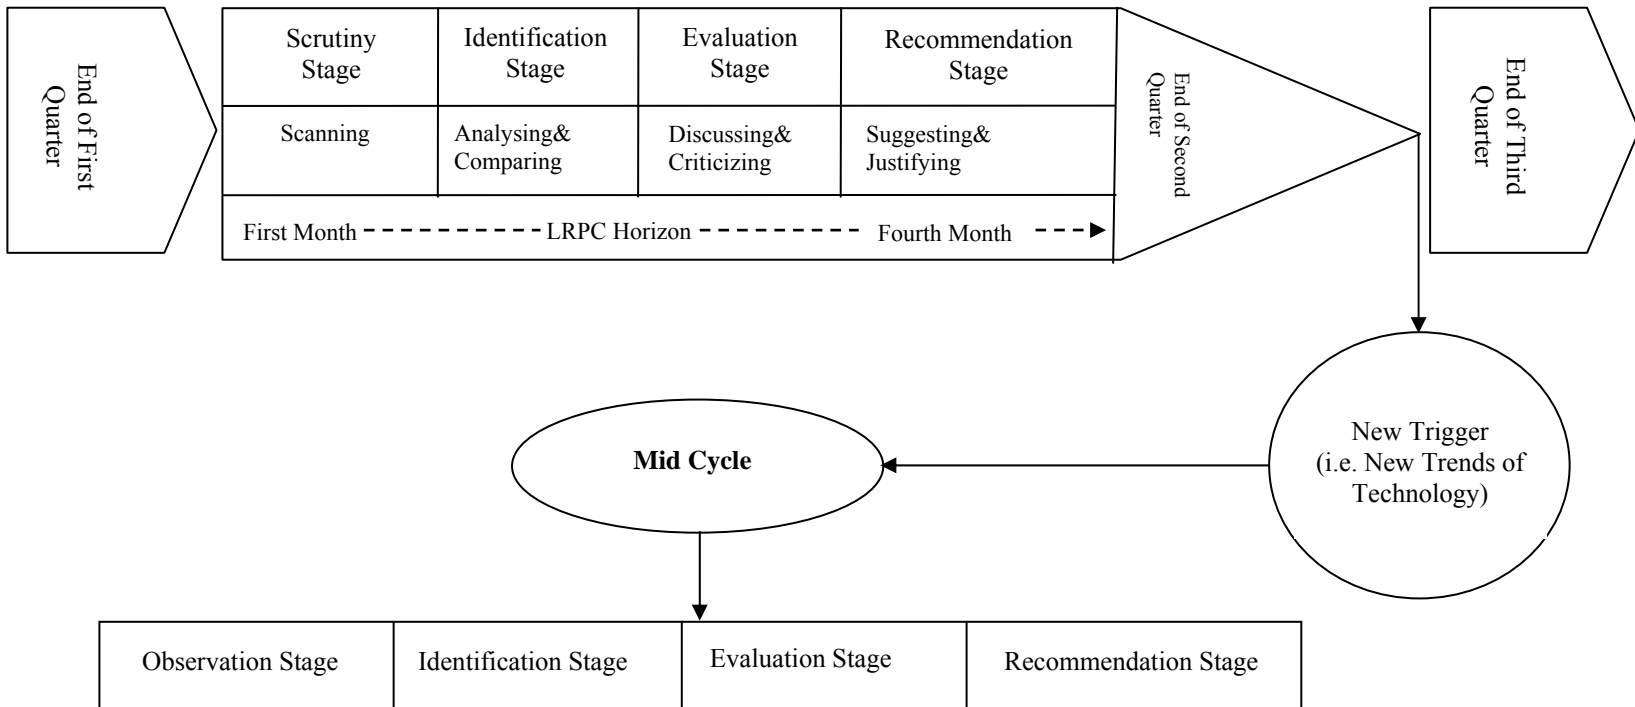 End of First
Quarter
Scrutiny
Stage
Identification
Stage
Evaluation
Stage
Recommendation
Stage
Scanning
Analysing&
Comparing
Discussing&
Criticizing
Suggesting&
Justifying
First Month
LRPC Horizon
Fourth Month
End of Second
Quarter
End of Third
Quarter
New Trigger
(i.e. New Trends of
Technology)
Mid Cycle
Observation Stage
Identification Stage
Evaluation Stage
Recommendation Stage